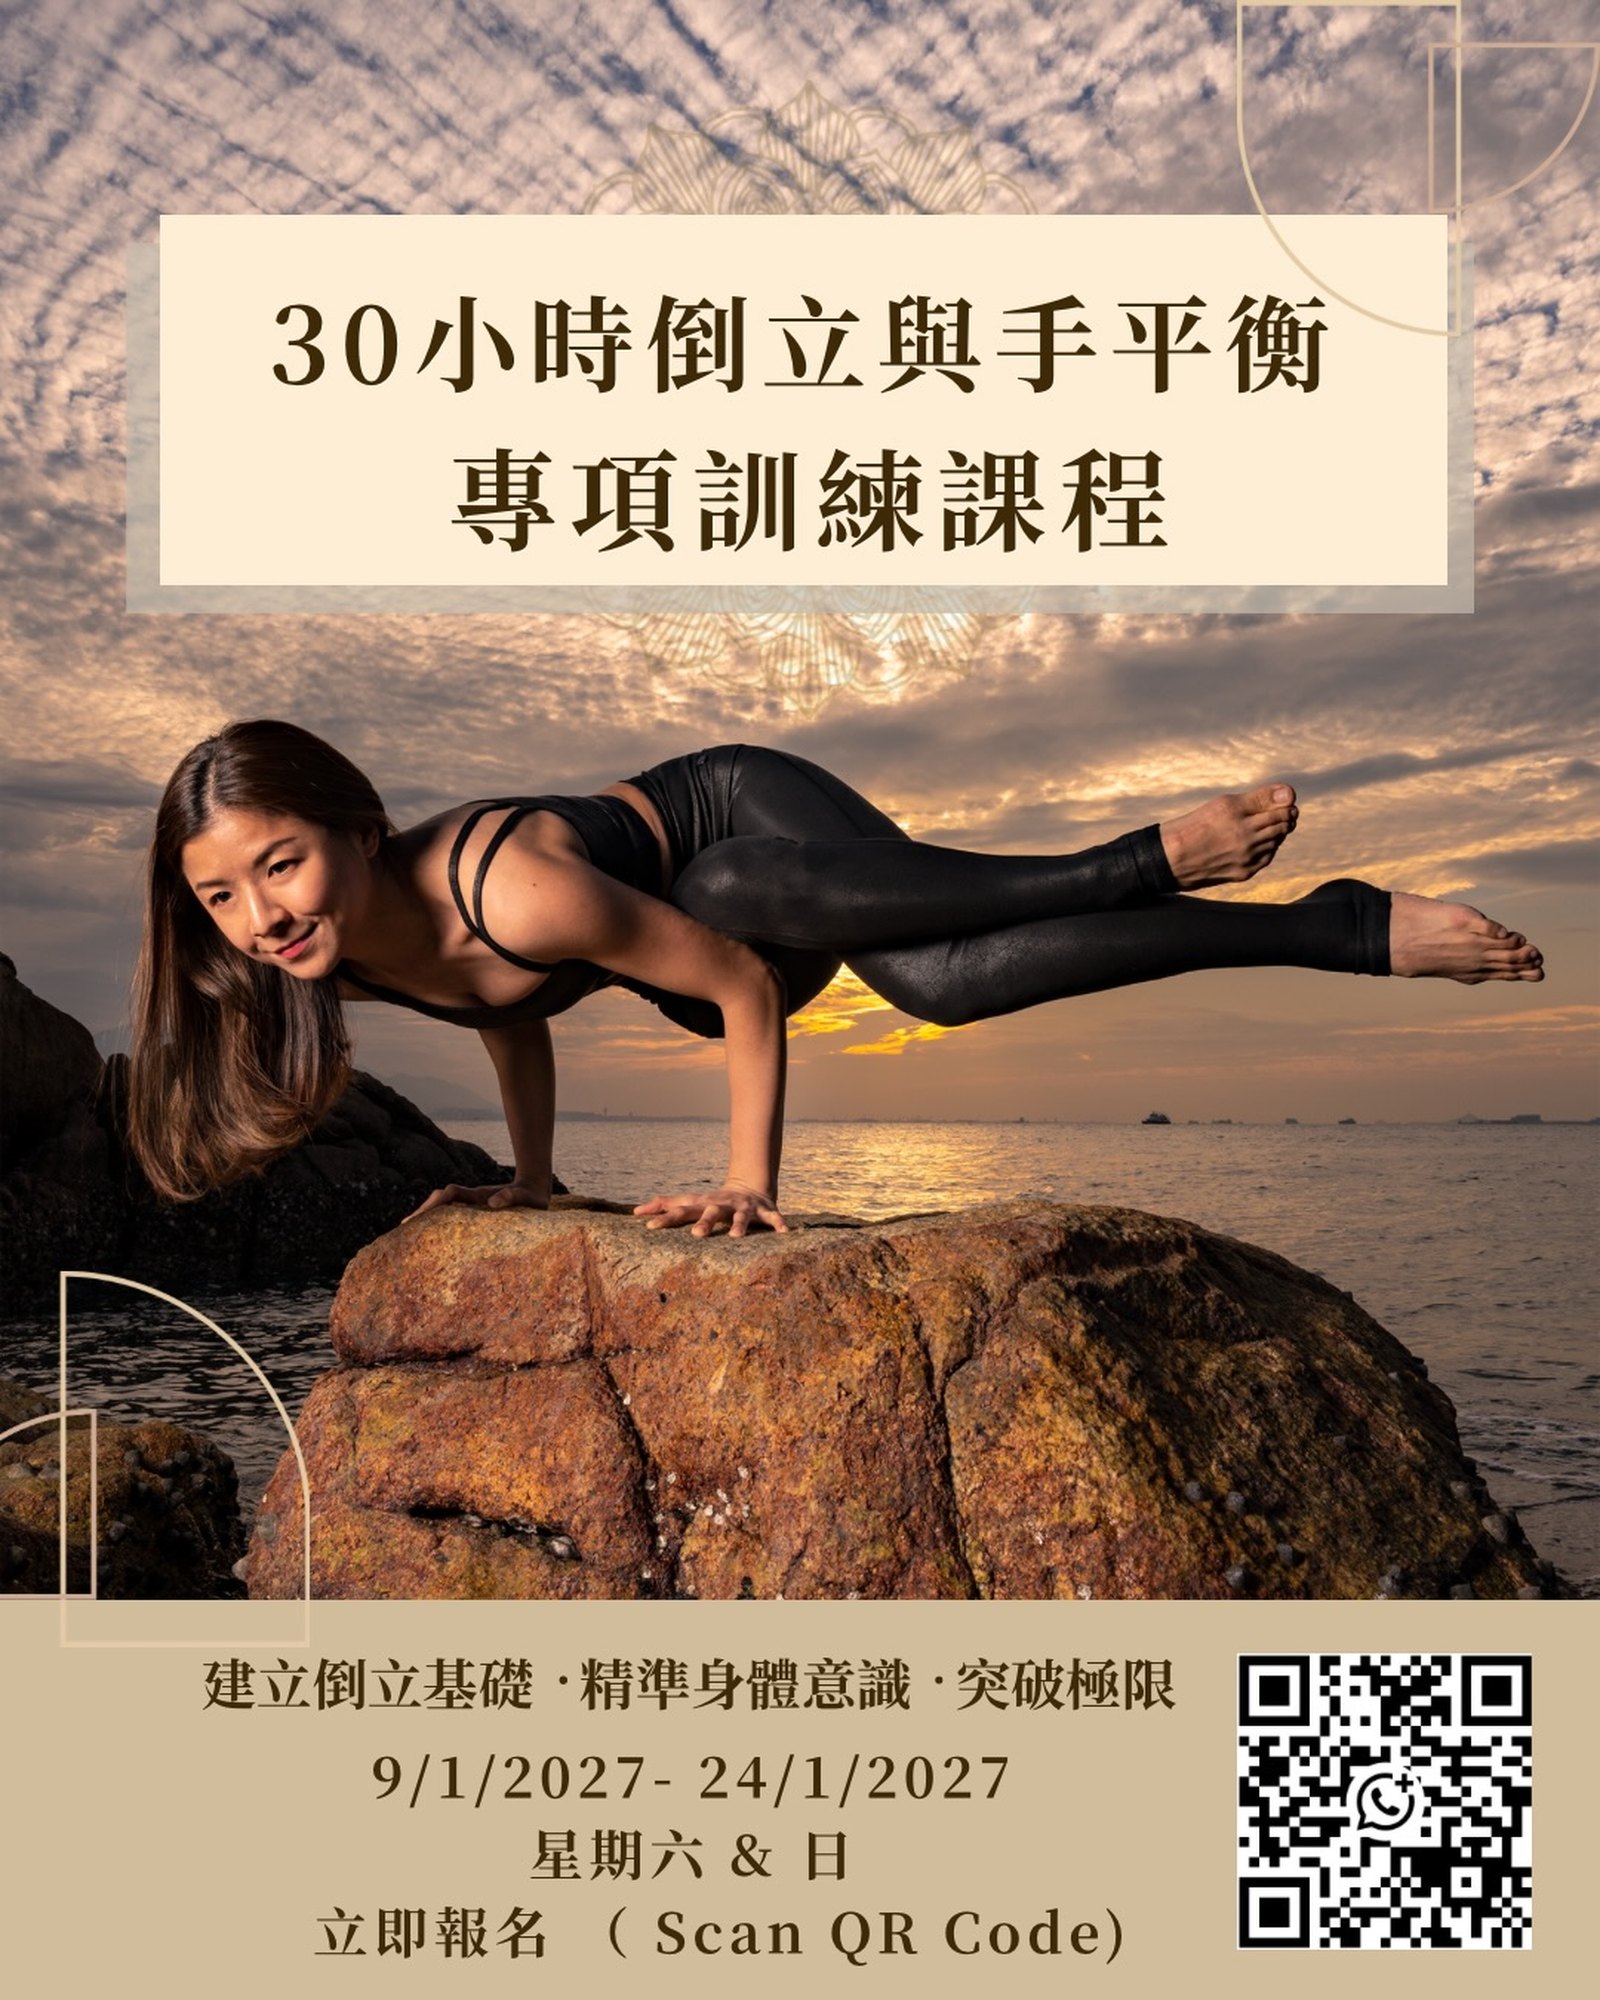 30小時倒立與手平衡
專項訓練課程
建立倒立基礎 ·精準身體意識 ·突破極限
9/1/2027- 24/1/2027
星期六 & 日
立即報名 ( Scan QR Code)